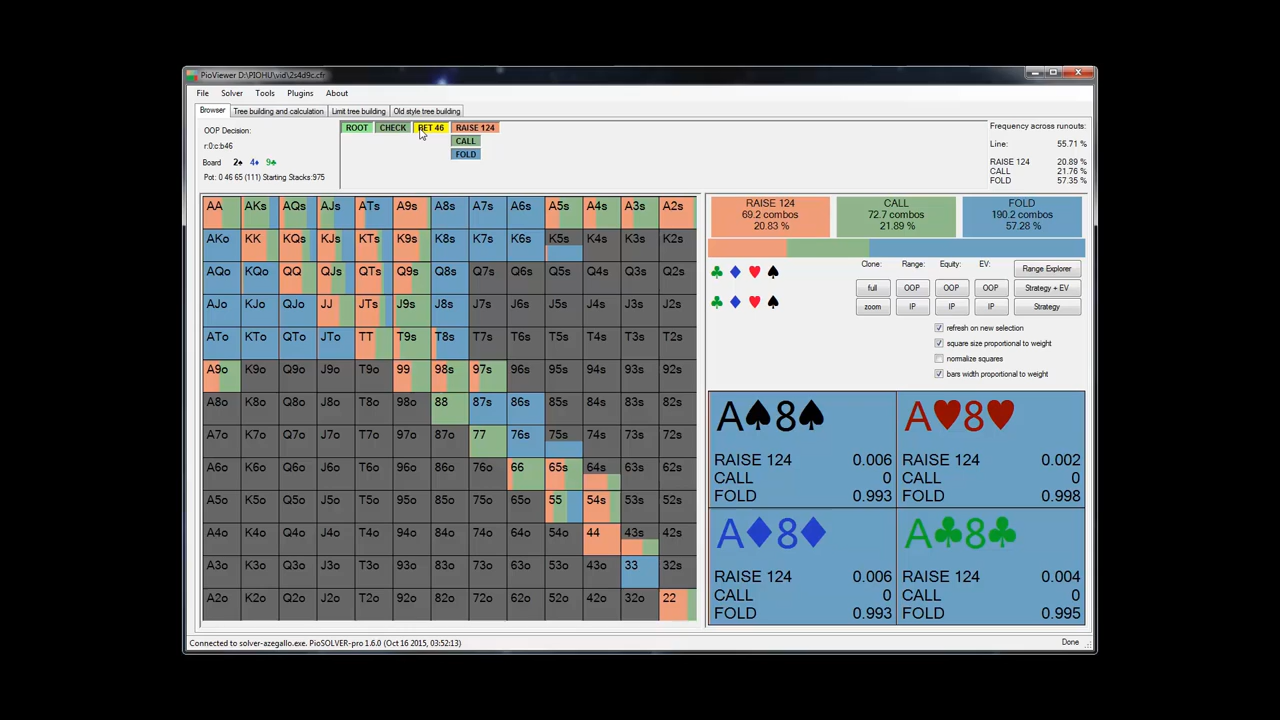 PioViewer D:\PIOHU\vid\2s4d9c.cfr
File Solver Tools Plugins About
Browser Tree building and calculation Limit tree building Old style tree building
OOP Decision:
r:0:c:b46
Board 2♠ 4♦ 9♣
Pot: 0 46 65 (111) Starting Stacks:975
ROOT CHECK BET 46 RAISE 124
CALL
FOLD
Frequency across runouts:
Line: 55.71 %
RAISE 124 20.89 %
CALL 21.76 %
FOLD 57.35 %
AA AKs AQs AJs ATs A9s A8s A7s A6s A5s A4s A3s A2s
AKo KK KQs KJs KTs K9s K8s K7s K6s K5s K4s K3s K2s
AQo KQo QQ QJs QTs Q9s Q8s Q7s Q6s Q5s Q4s Q3s Q2s
AJo KJo QJo JJ JTs J9s J8s J7s J6s J5s J4s J3s J2s
ATo KTo QTo JTo TT T9s T8s T7s T6s T5s T4s T3s T2s
A9o K9o Q9o J9o T9o 99 98s 97s 96s 95s 94s 93s 92s
A8o K8o Q8o J8o T8o 98o 88 87s 86s 85s 84s 83s 82s
A7o K7o Q7o J7o T7o 97o 87o 77 76s 75s 74s 73s 72s
A6o K6o Q6o J6o T6o 96o 86o 76o 66 65s 64s 63s 62s
A5o K5o Q5o J5o T5o 95o 85o 75o 65o 55 54s 53s 52s
A4o K4o Q4o J4o T4o 94o 84o 74o 64o 54o 44 43s 42s
A3o K3o Q3o J3o T3o 93o 83o 73o 63o 53o 43o 33 32s
A2o K2o Q2o J2o T2o 92o 82o 72o 62o 52o 42o 32o 22
RAISE 124 CALL FOLD
69.2 combos 72.7 combos 190.2 combos
20.83 % 21.89 % 57.28 %
♣ ♦ ♥ ♠
♣ ♦ ♥ ♠
Clone: Range: Equity: EV:
full OOP OOP OOP
zoom IP IP IP
Range Explorer
Strategy + EV
Strategy
refresh on new selection
square size proportional to weight
normalize squares
bars width proportional to weight
A♠8♠
RAISE 124 0.006
CALL 0
FOLD 0.993
A♥8♥
RAISE 124 0.002
CALL 0
FOLD 0.998
A♦8♦
RAISE 124 0.006
CALL 0
FOLD 0.993
A♣8♣
RAISE 124 0.004
CALL 0
FOLD 0.995
Connected to solver-azegallo.exe. PioSOLVER-pro 1.6.0 (Oct 16 2015, 03:52:13)
Done